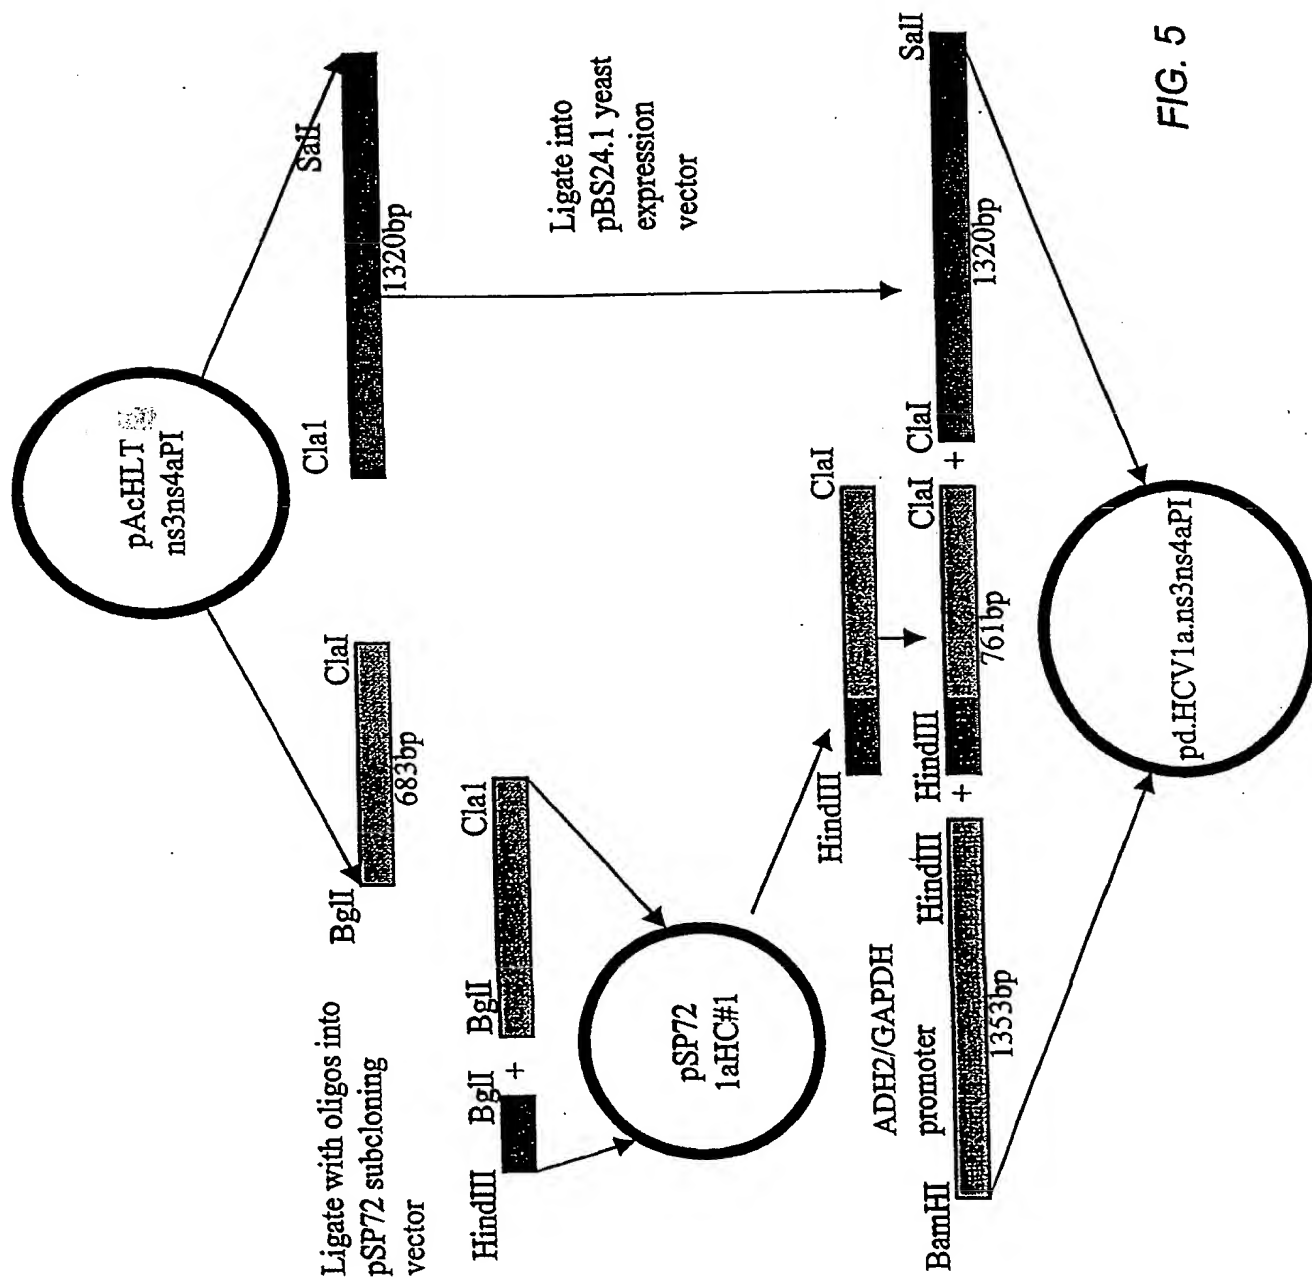 pAcHLT
ns3ns4aPI
BglI
ClaI
683bp
Cla1
SalI
1320bp
Ligate with oligos into
pSP72 subcloning
vector
HindIII
BglI
+
BglI
Cla1
Ligate into
pBS24.1 yeast
expression
vector
pSP72
1aHC#1
HindIII
ClaI
ADH2/GAPDH
promoter
BamHI
HindIII
1353bp
+
HindIII
ClaI
761bp
+
ClaI
SalI
1320bp
pd.HCV1a.ns3ns4aPI
FIG. 5